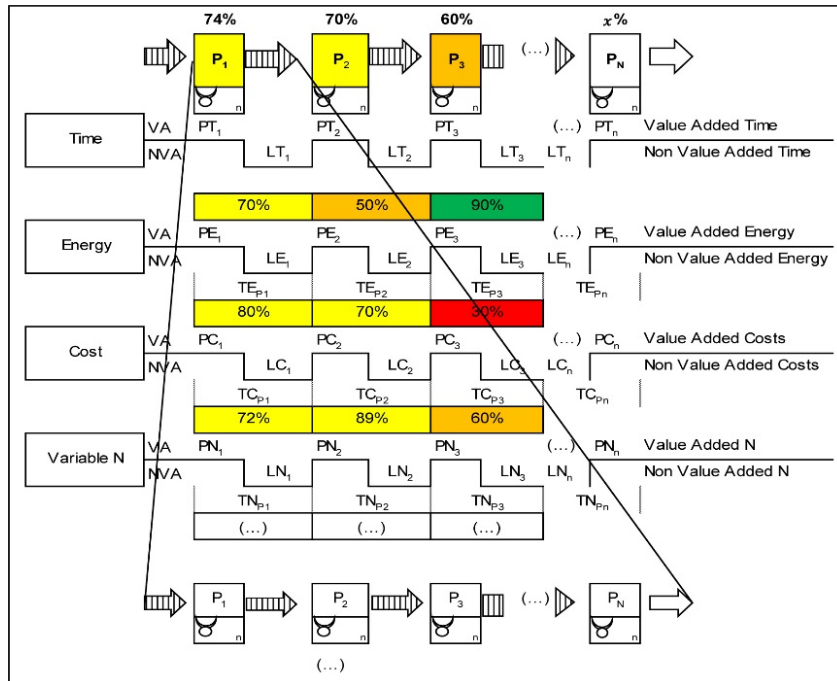 74% 70% 60% x%
P1 P2 P3 (...) PN
n n n n
VA PT1 PT2 PT3 (...) PTn Value Added Time
Time
NVA LT1 LT2 LT3 LTn Non Value Added Time
70% 50% 90%
VA PE1 PE2 PE3 (...) PEn Value Added Energy
Energy
NVA LE1 LE2 LE3 LEn Non Value Added Energy
TEP1 TEP2 TEP3 TEPn
80% 70% 30%
VA PC1 PC2 PC3 (...) PCn Value Added Costs
Cost
NVA LC1 LC2 LC3 LCn Non Value Added Costs
TCP1 TCP2 TCP3 TCPn
72% 89% 60%
VA PN1 PN2 PN3 (...) PNn Value Added N
Variable N
NVA LN1 LN2 LN3 LNn Non Value Added N
TNP1 TNP2 TNP3 TNPn
(...) (...) (...)
P1 P2 P3 (...) PN
n n n n
(...)